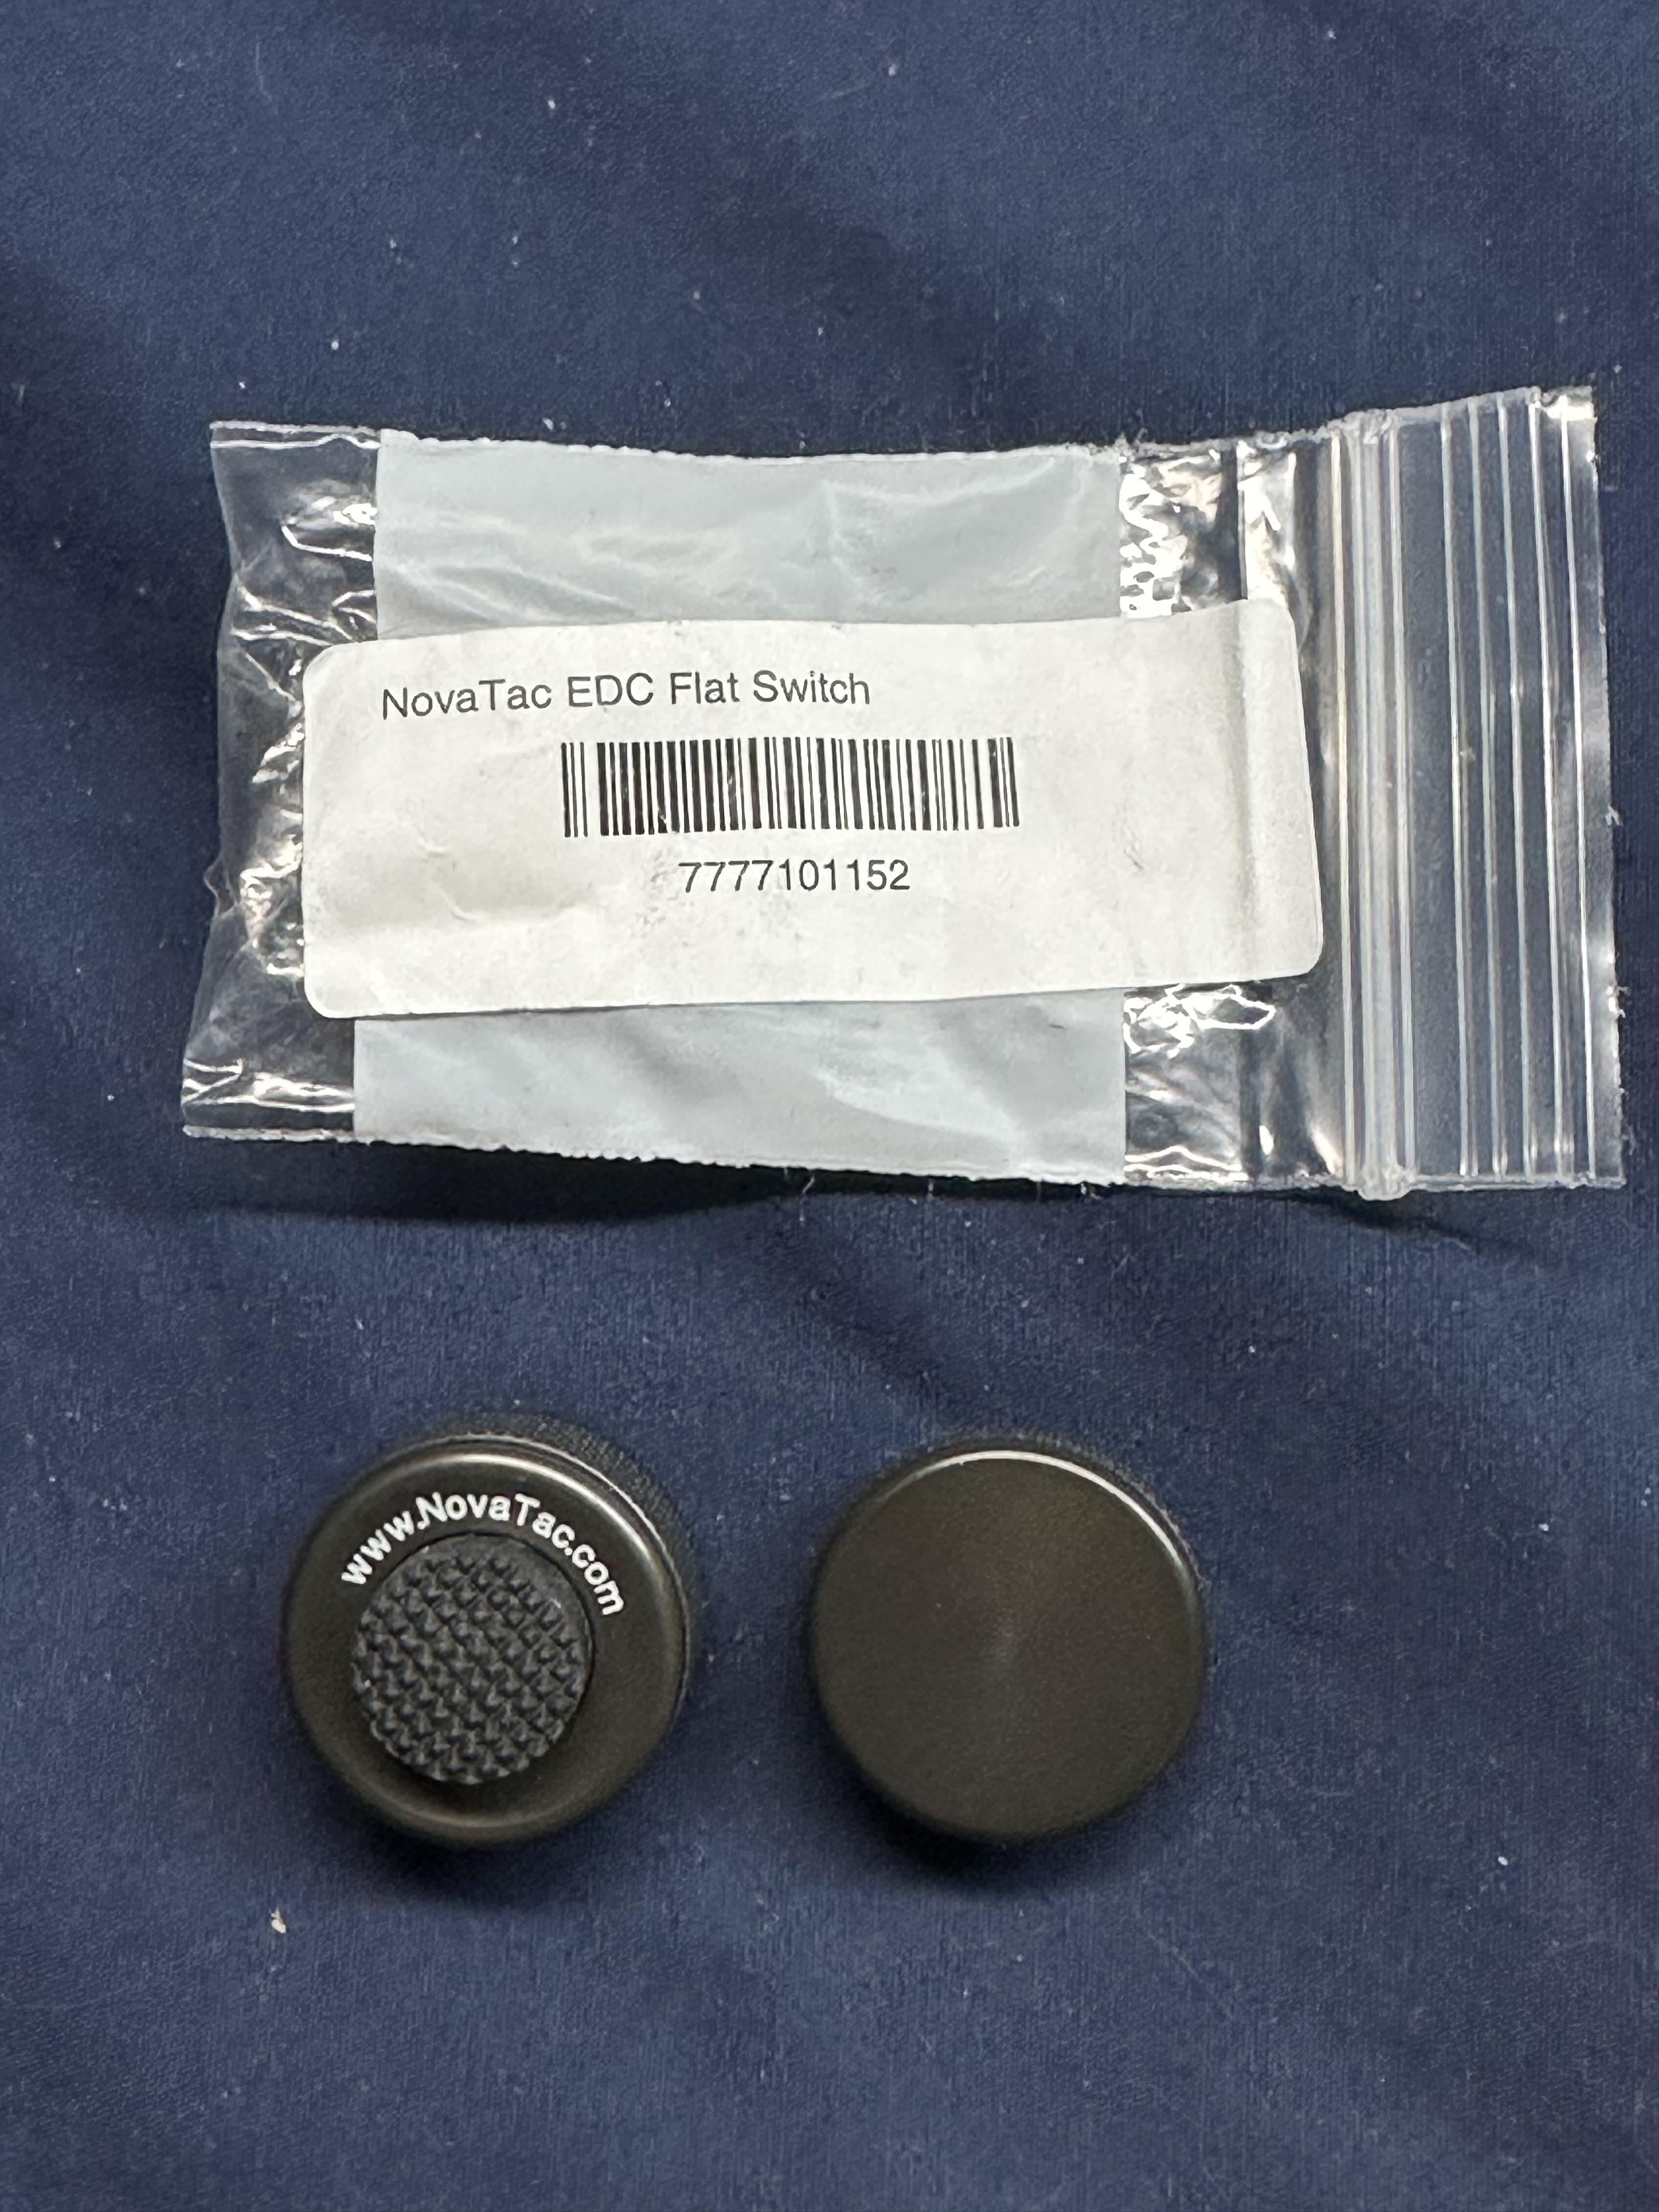 NovaTac EDC Flat Switch
7777101152
www.NovaTac.com